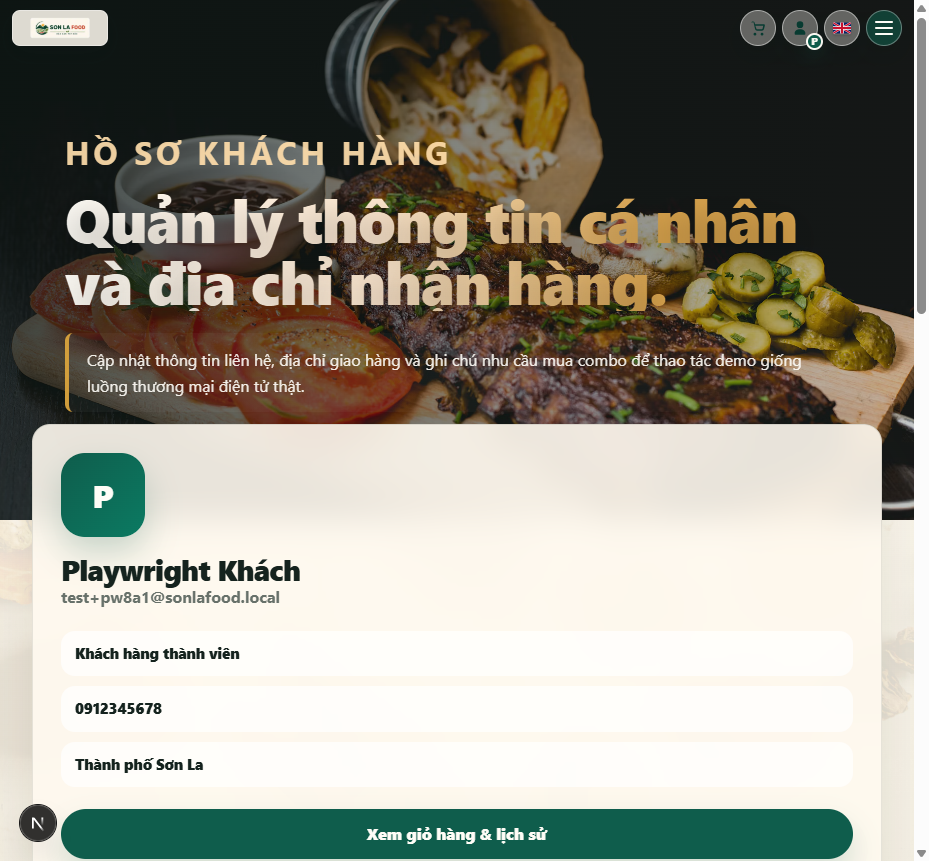 SON LA FOOD
P
HỒ SƠ KHÁCH HÀNG
Quản lý thông tin cá nhân
và địa chỉ nhận hàng.
Cập nhật thông tin liên hệ, địa chỉ giao hàng và ghi chú nhu cầu mua combo để thao tác demo giống
luồng thương mại điện tử thật.
P
Playwright Khách
test+pw8a1@sonlafood.local
Khách hàng thành viên
0912345678
Thành phố Sơn La
N
Xem giỏ hàng & lịch sử